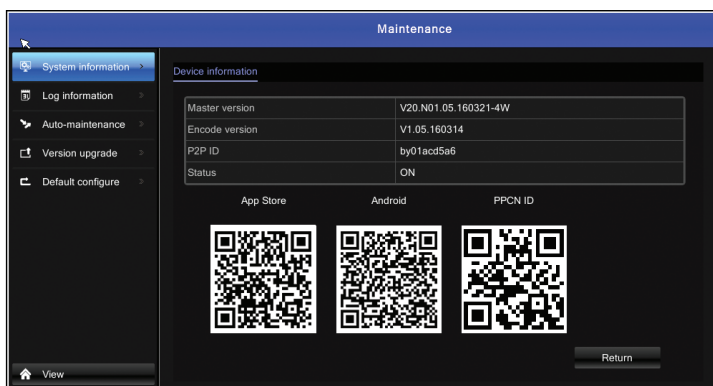 Maintenance
System information
Log information
Auto-maintenance
Version upgrade
Default configure
View
Device information
Master version V20.N01.05.160321-4W
Encode version V1.05.160314
P2P ID by01acd5a6
Status ON
App Store Android PPCN ID
Return